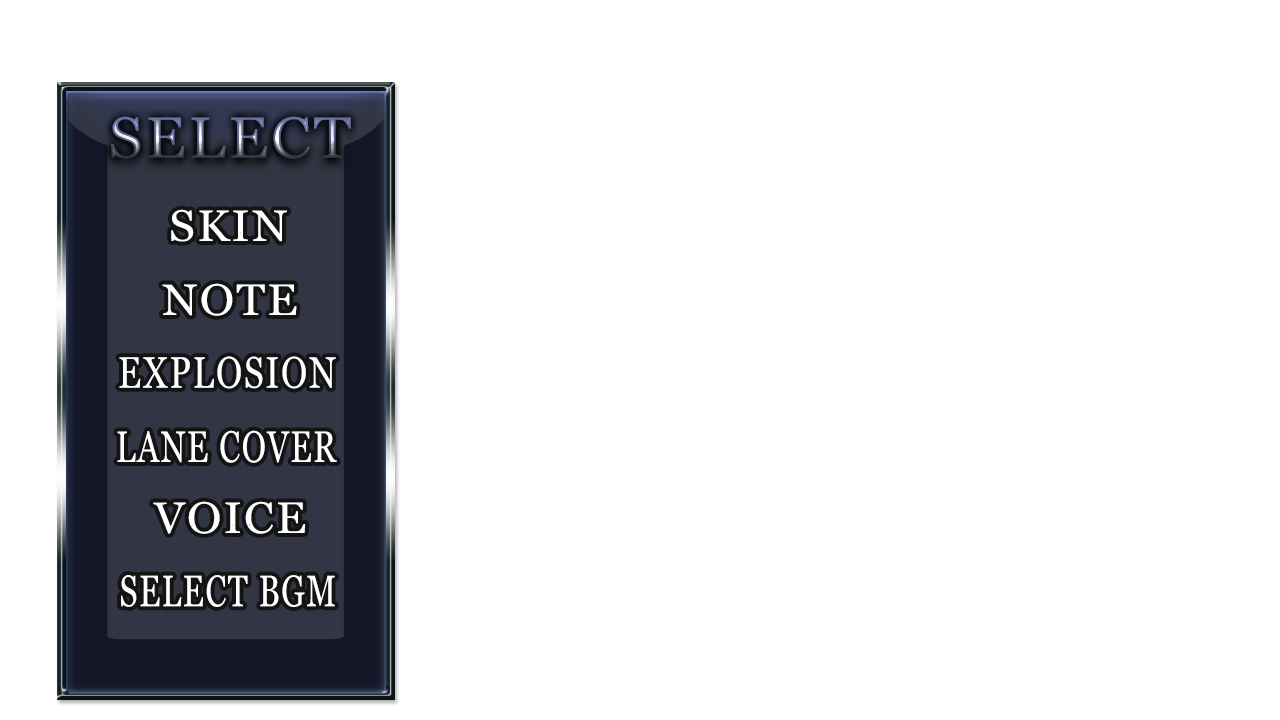 SELECT
SKIN
NOTE
EXPLOSION
LANE COVER
VOICE
SELECT BGM